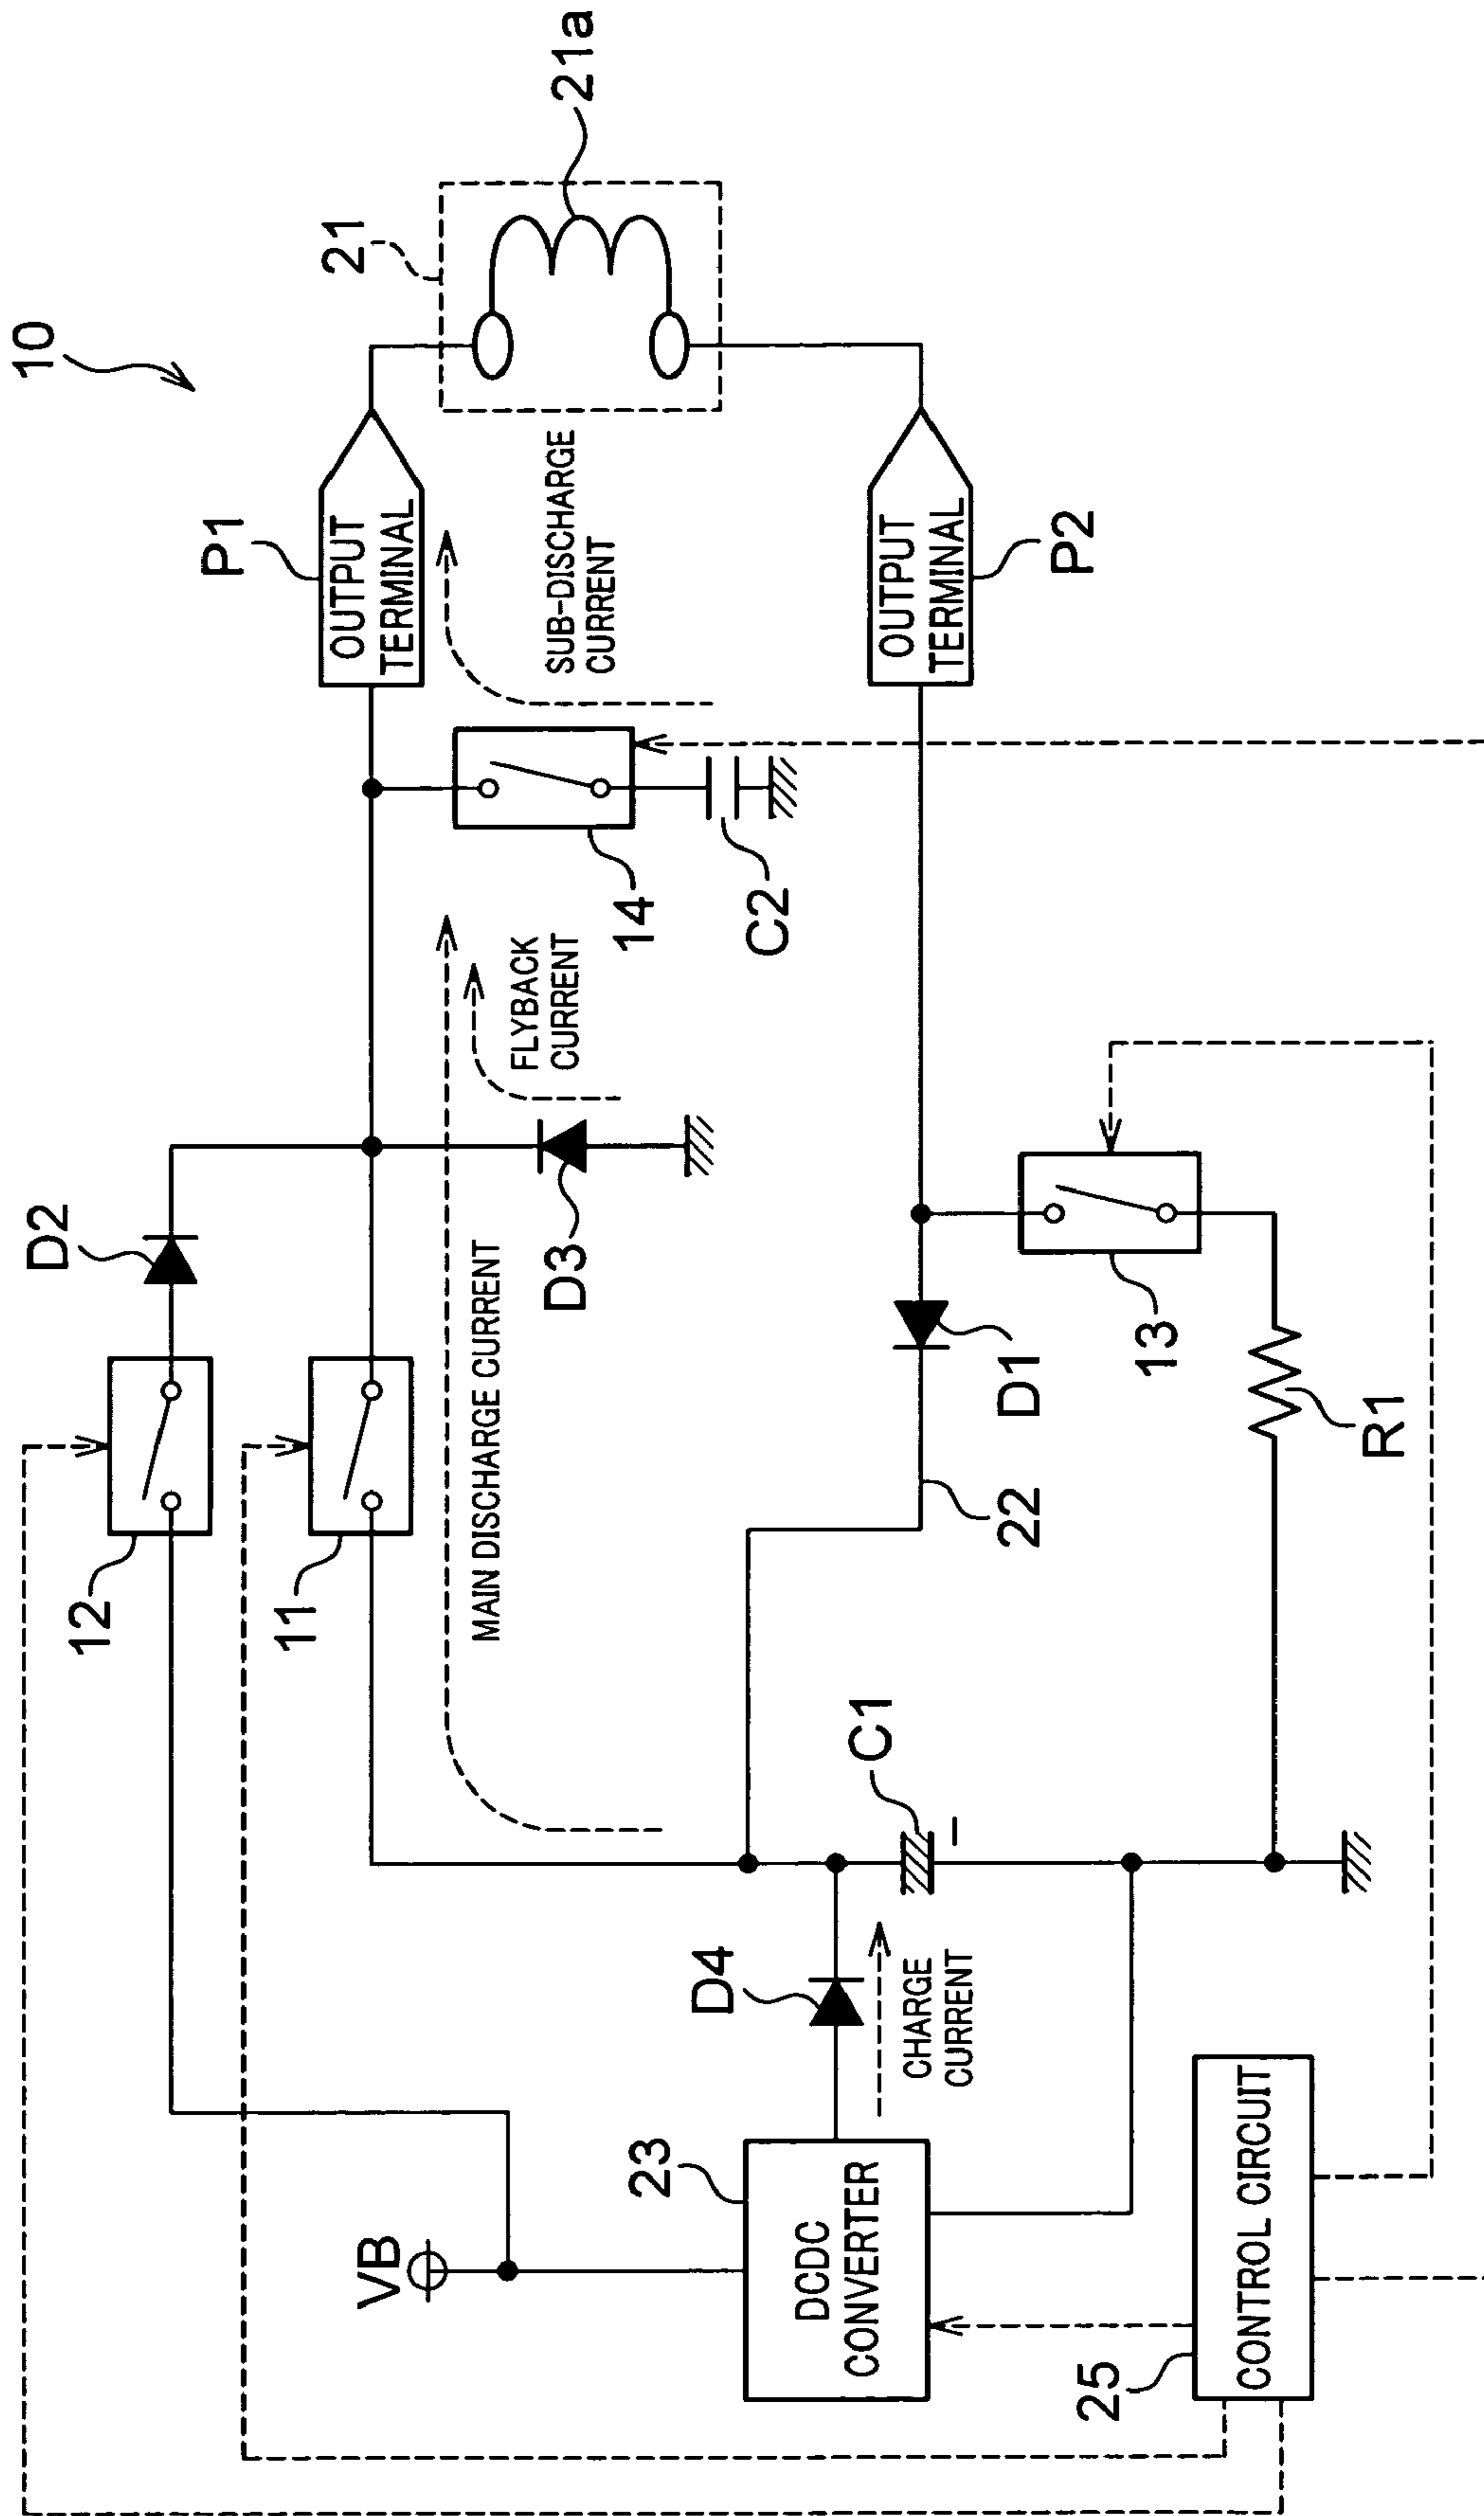 10
21
21a
P1
OUTPUT
TERMINAL
SUB-DISCHARGE
CURRENT
OUTPUT
TERMINAL
P2
14
C2
FLYBACK
CURRENT
D2
D3
MAIN DISCHARGE CURRENT
12
11
D1
13
22
R1
C1
–
D4
CHARGE
CURRENT
VB
23
DCDC
CONVERTER
25
CONTROL CIRCUIT